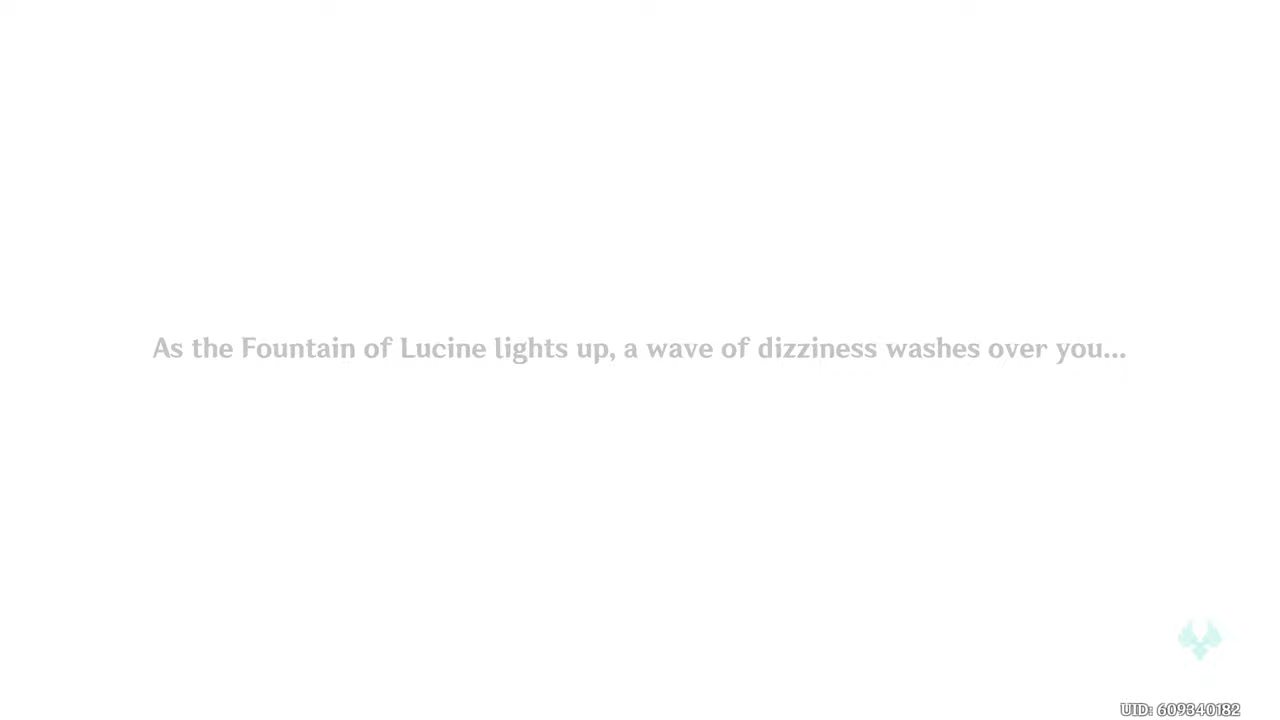 As the Fountain of Lucine lights up, a wave of dizziness washes over you...
UID: 609340182